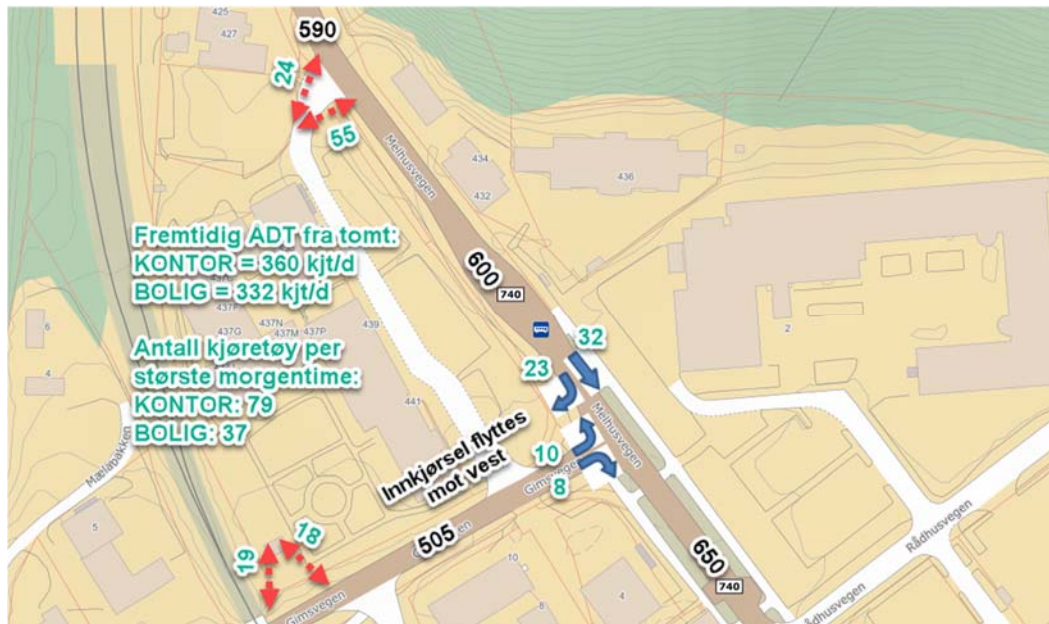 425
427
590
24
55
Melhusvegen
434
432
436
Fremtidig ÅDT fra tomt:
KONTOR = 360 kjt/d
BOLIG = 332 kjt/d
600
740
437F
437G
437N
437M
437P
439
2
6
4
Antall kjøretøy per
største morgentime:
KONTOR: 79
BOLIG: 37
32
23
441
Mælapakken
Melhusvegen
Innkjørsel flyttes
mot vest
10
8
Gimsvegen
505
650
740
Rådhusvegen
5
19
18
10
8
4
Gimsvegen
Rådhusvegen